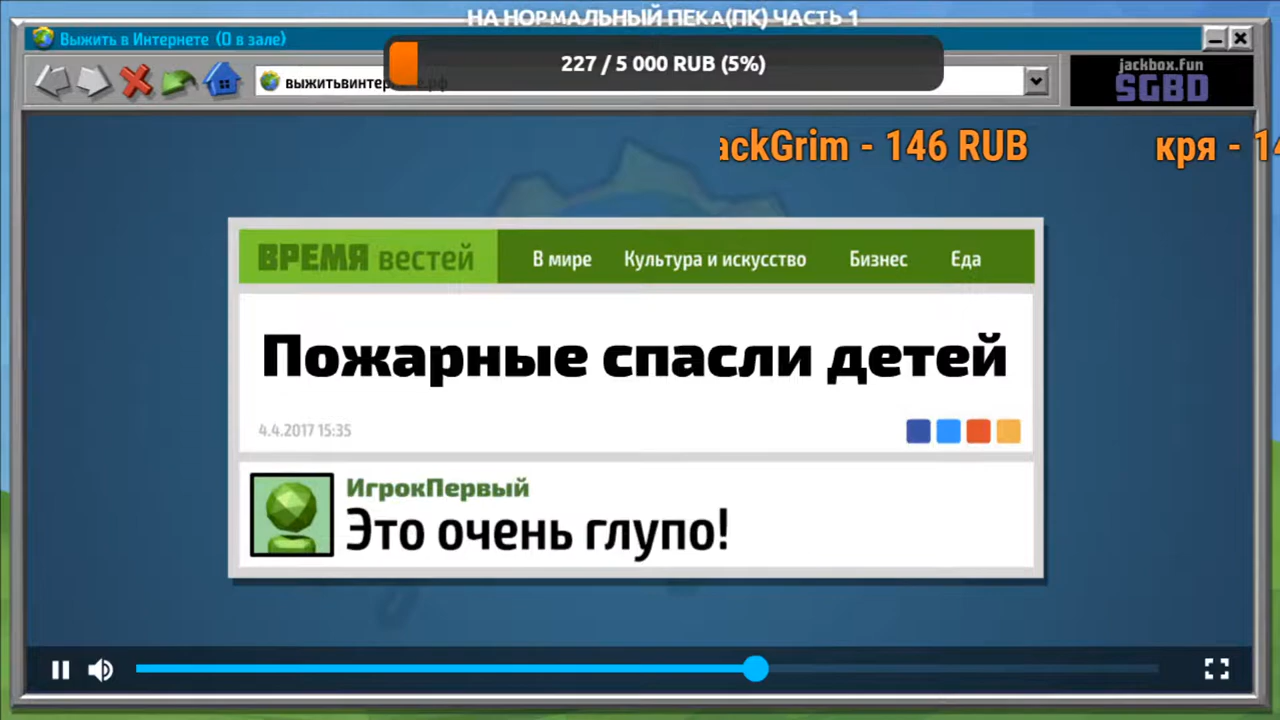 НА НОРМАЛЬНЫЙ ПЕКА(ПК) ЧАСТЬ 1
Выжить в Интернете (0 в зале)
227 / 5 000 RUB (5%)
jackbox.fun
SGBD
ackGrim - 146 RUB
кря - 14
ВРЕМЯ вестей
В мире
Культура и искусство
Бизнес
Еда
Пожарные спасли детей
4.4.2017 15:35
ИгрокПервый
Это очень глупо!